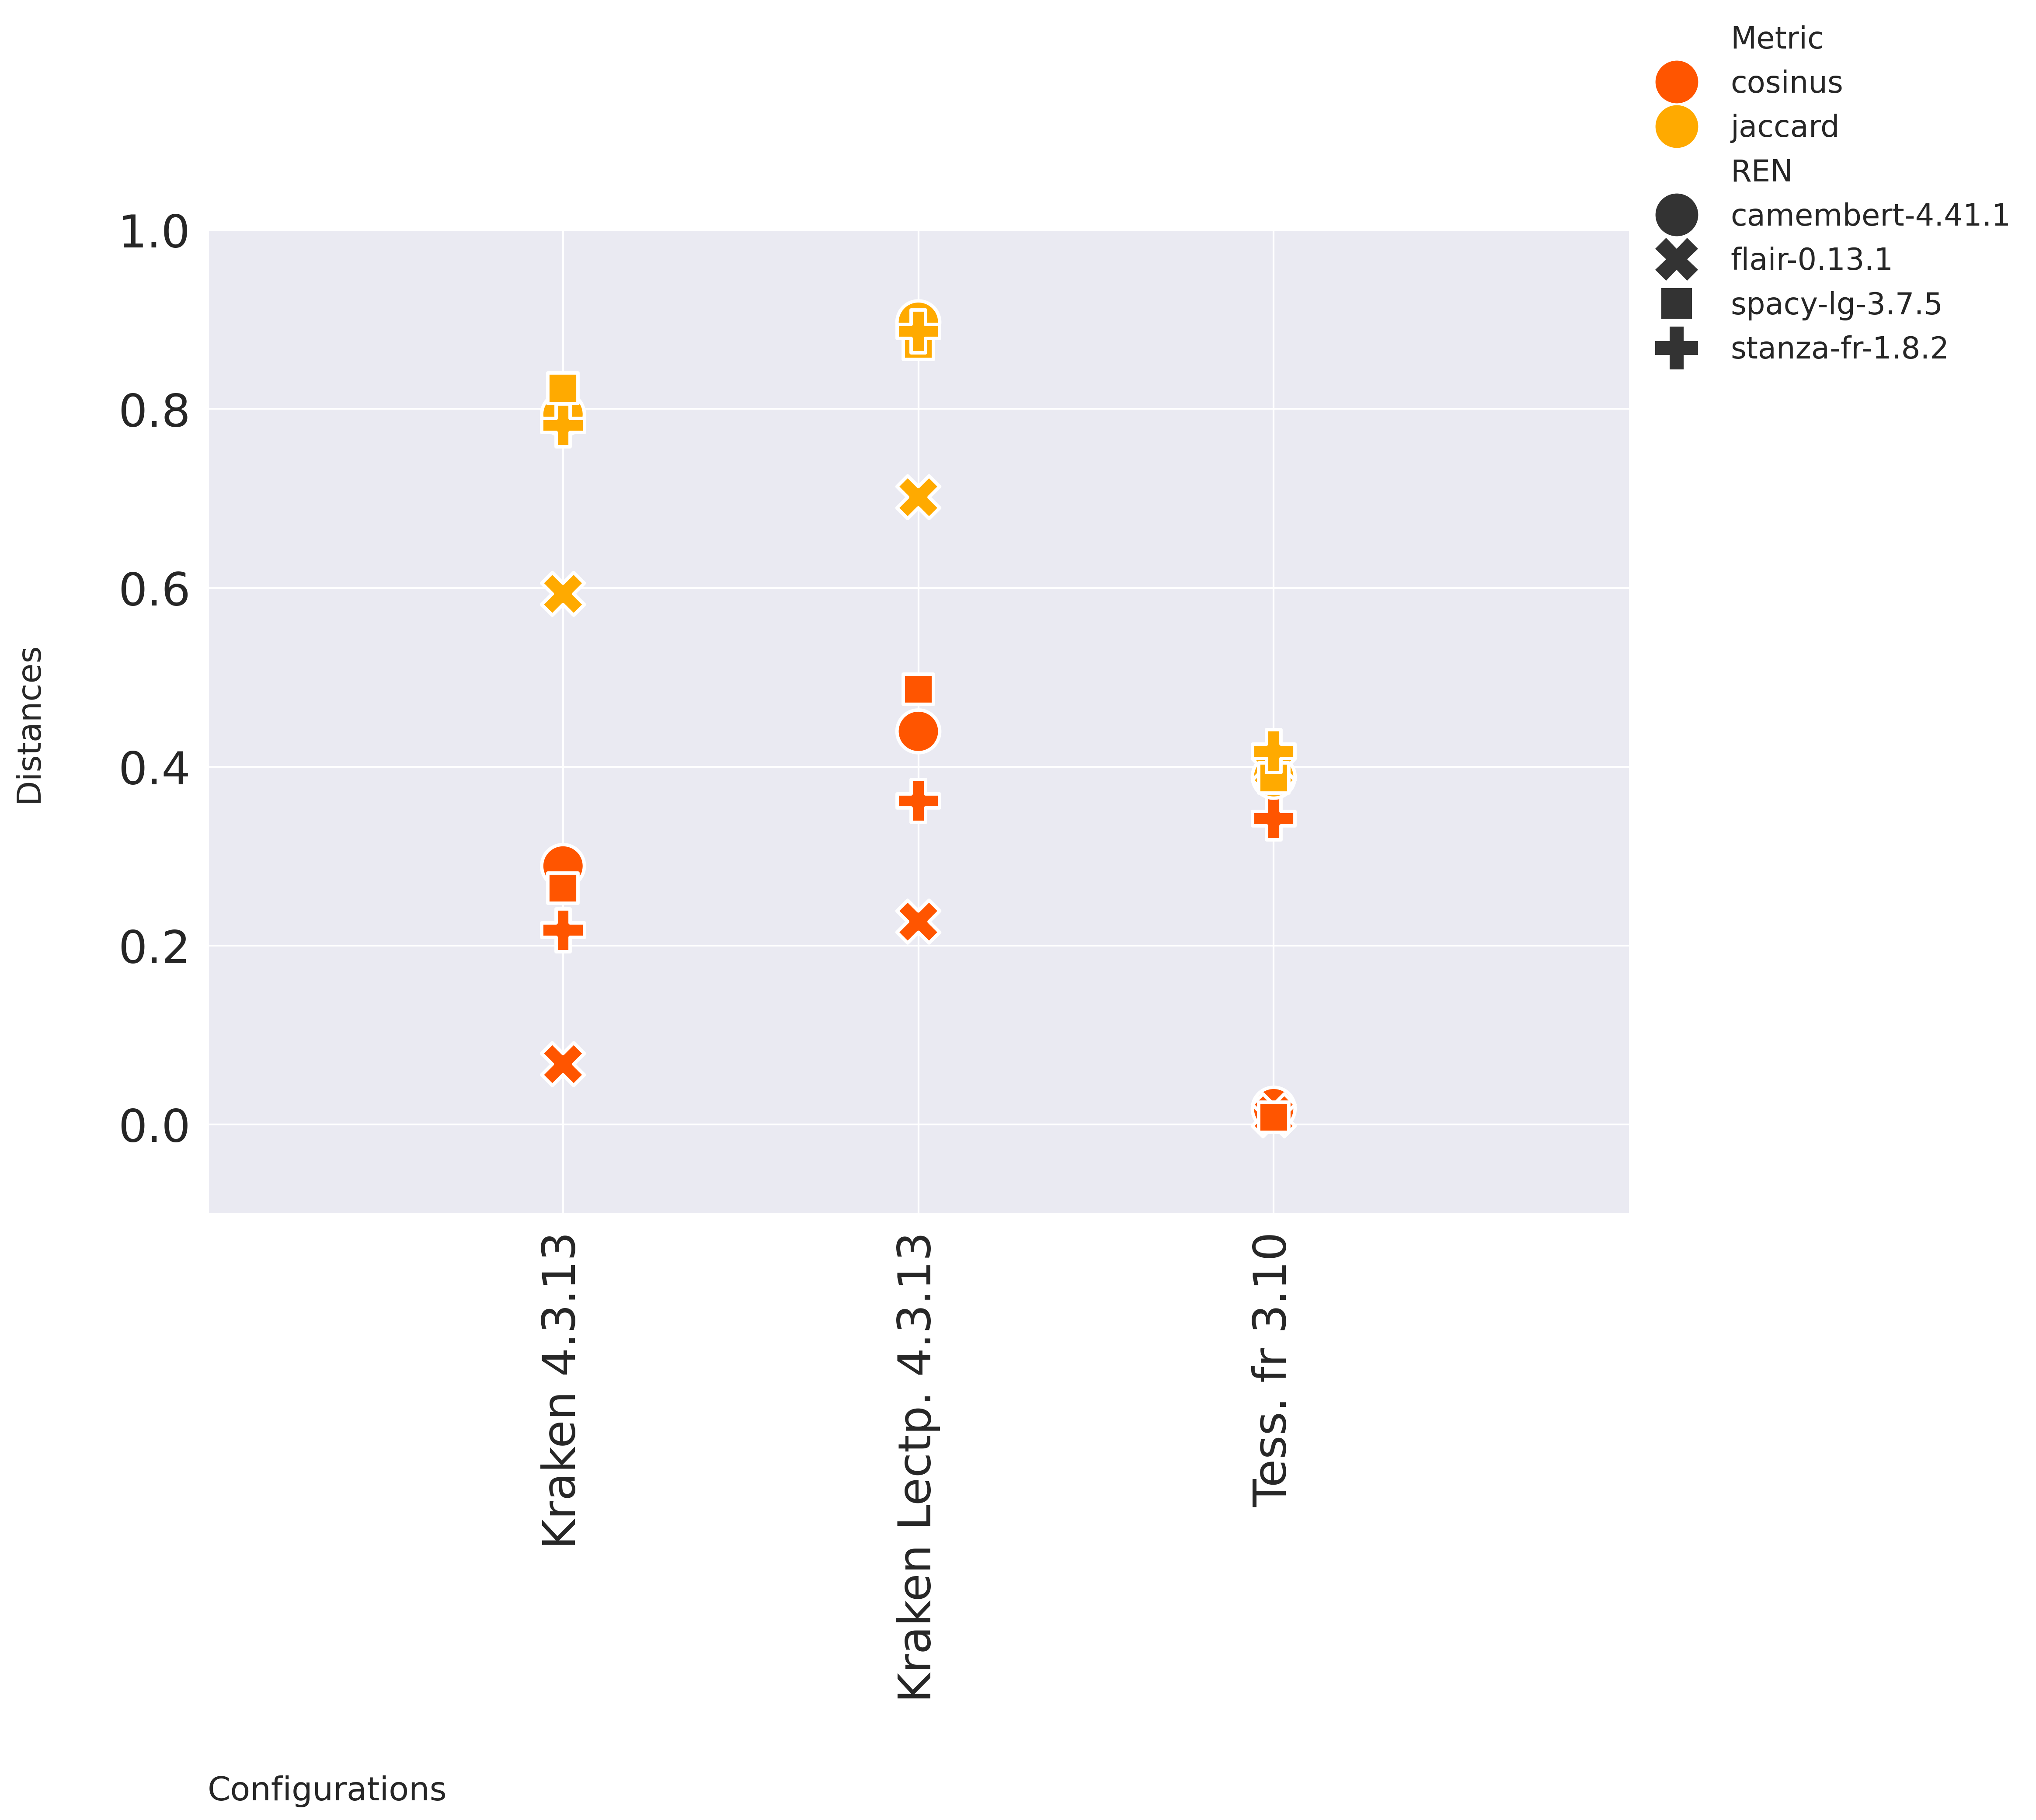 Metric
cosinus
jaccard
REN
camembert-4.41.1
flair-0.13.1
spacy-lg-3.7.5
stanza-fr-1.8.2
1.0
0.8
0.6
0.4
0.2
0.0
Distances
Kraken 4.3.13
Kraken Lectp. 4.3.13
Tess. fr 3.10
Configurations